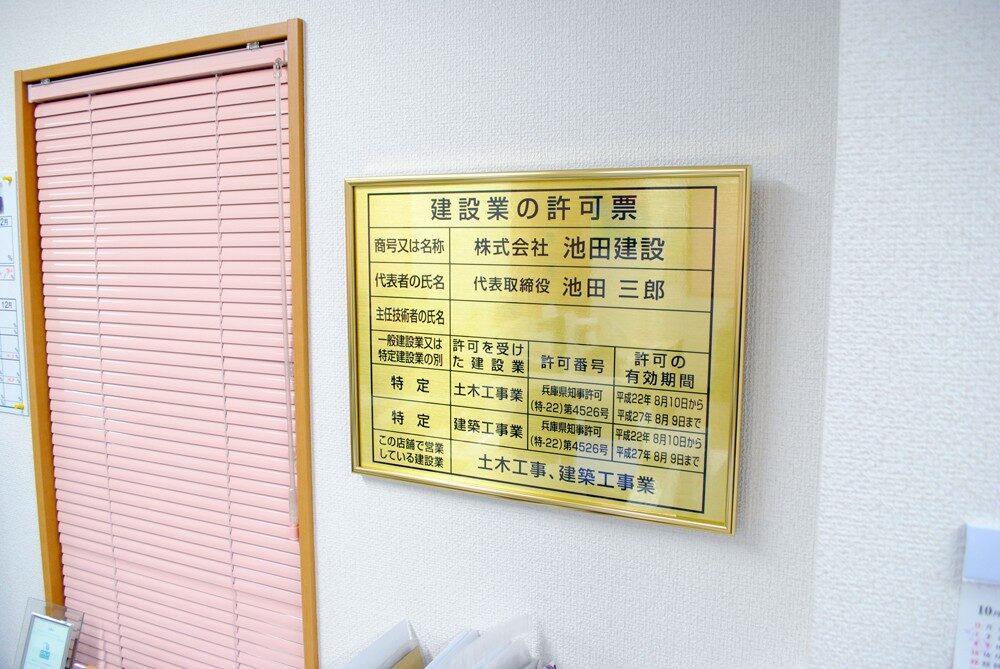 建設業の許可票
商号又は名称 株式会社 池田建設
代表者の氏名 代表取締役 池田 三郎
主任技術者の氏名
一般建設業又は
特定建設業の別
許可を受け
た建設業
許可番号
許可の
有効期間
特定
土木工事業
兵庫県知事許可
(特-22)第4526号
平成22年 8月10日から
平成27年 8月 9日まで
特定
建築工事業
兵庫県知事許可
(特-22)第4526号
平成22年 8月10日から
平成27年 8月 9日まで
この店舗で営業
している建設業
土木工事、建築工事業
12月
10月